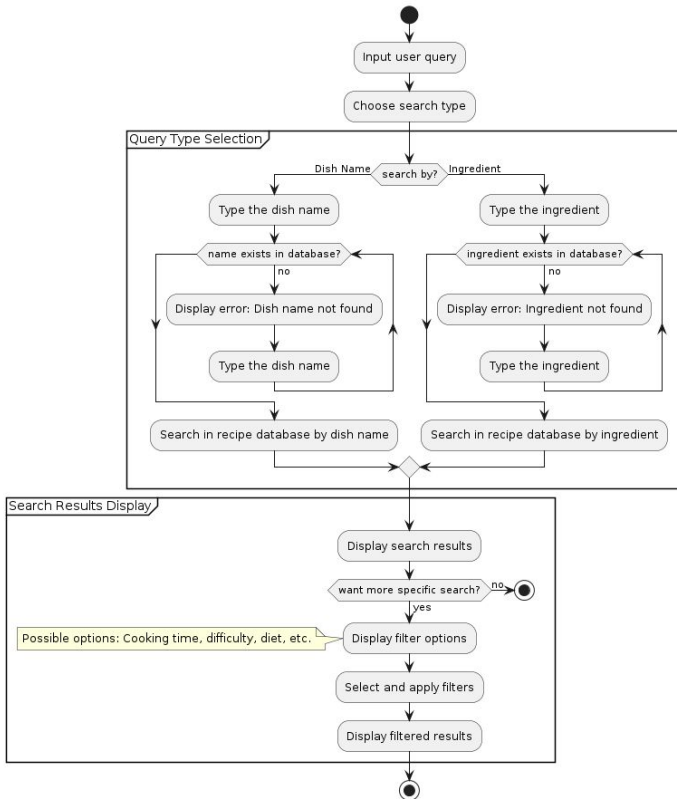 Input user query
Choose search type
Query Type Selection
Dish Name
search by?
Ingredient
Type the dish name
name exists in database?
no
Display error: Dish name not found
Type the dish name
Search in recipe database by dish name
Type the ingredient
ingredient exists in database?
no
Display error: Ingredient not found
Type the ingredient
Search in recipe database by ingredient
Search Results Display
Display search results
want more specific search?
no
yes
Possible options: Cooking time, difficulty, diet, etc.
Display filter options
Select and apply filters
Display filtered results